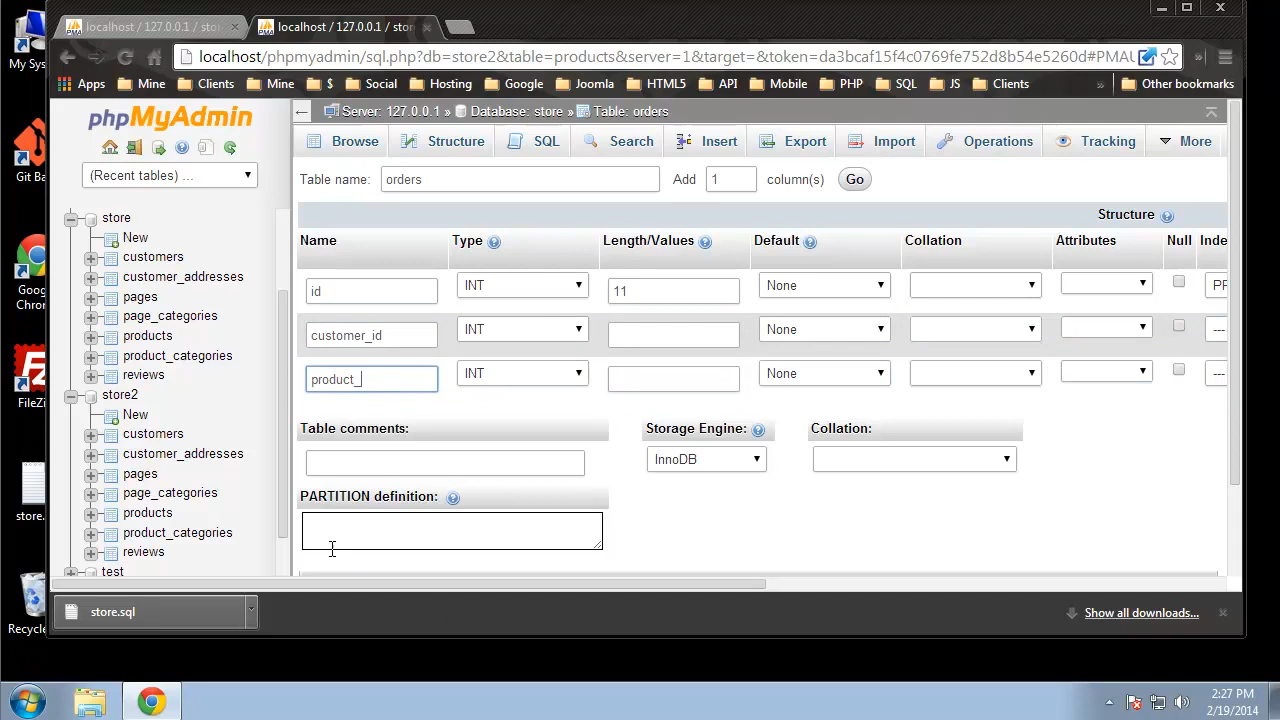 localhost / 127.0.0.1 / sto
localhost / 127.0.0.1 / stor
localhost/phpmyadmin/sql.php?db=store2&table=products&server=1&target=&token=da3bcaf15f4c0769fe752d8b54e5260d#PMAU
Apps Mine Clients Mine $ Social Hosting Google Joomla HTML5 API Mobile PHP SQL JS Clients » Other bookmarks
My Sys
Git Ba
Goog
Chron
FileZi
store.
Recycle
phpMyAdmin
(Recent tables) ...
store
New
customers
customer_addresses
pages
page_categories
products
product_categories
reviews
store2
New
customers
customer_addresses
pages
page_categories
products
product_categories
reviews
test
Server: 127.0.0.1 » Database: store » Table: orders
Browse Structure SQL Search Insert Export Import Operations Tracking More
Table name: orders Add 1 column(s) Go
Structure
Name Type Length/Values Default Collation Attributes Null Inde
id INT 11 None PF
customer_id INT None ---
product_ INT None ---
Table comments: Storage Engine: Collation:
InnoDB
PARTITION definition:
store.sql
Show all downloads...
2:27 PM
2/19/2014